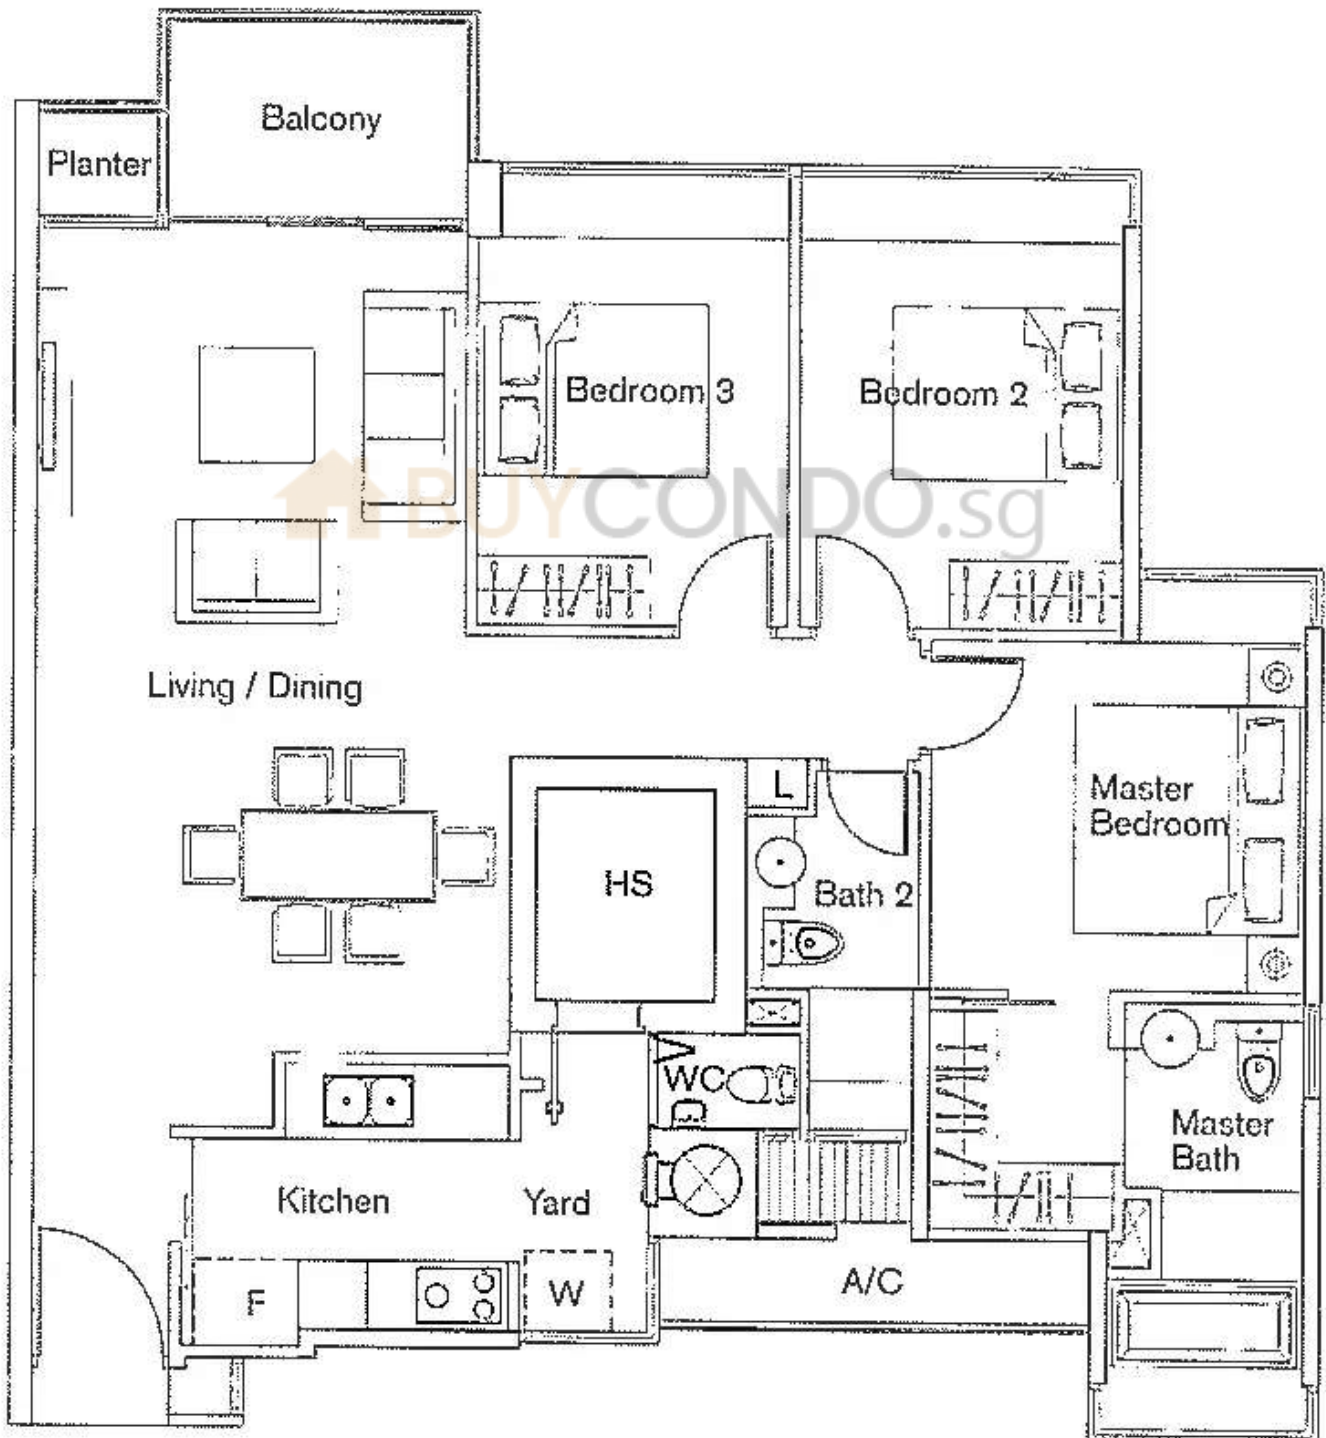 Balcony
Planter
Bedroom 3
Bedroom 2
BUYCONDO.sg
Living / Dining
Master
Bedroom
L
HS
Bath 2
WC
Master
Bath
Kitchen
Yard
A/C
F
W